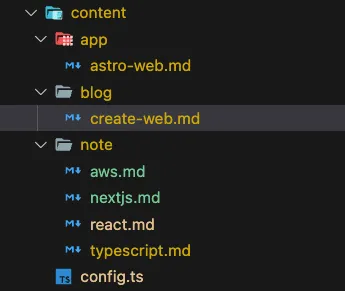 content
app
astro-web.md
blog
create-web.md
note
aws.md
nextjs.md
react.md
typescript.md
TS config.ts